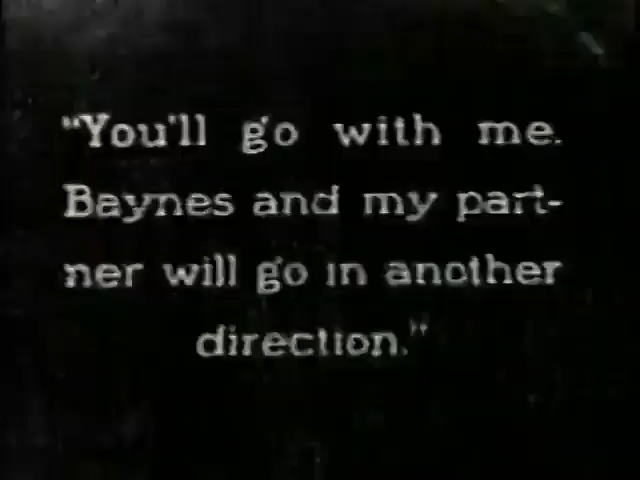 "You'll go with me.
Baynes and my part-
ner will go in another
direction."